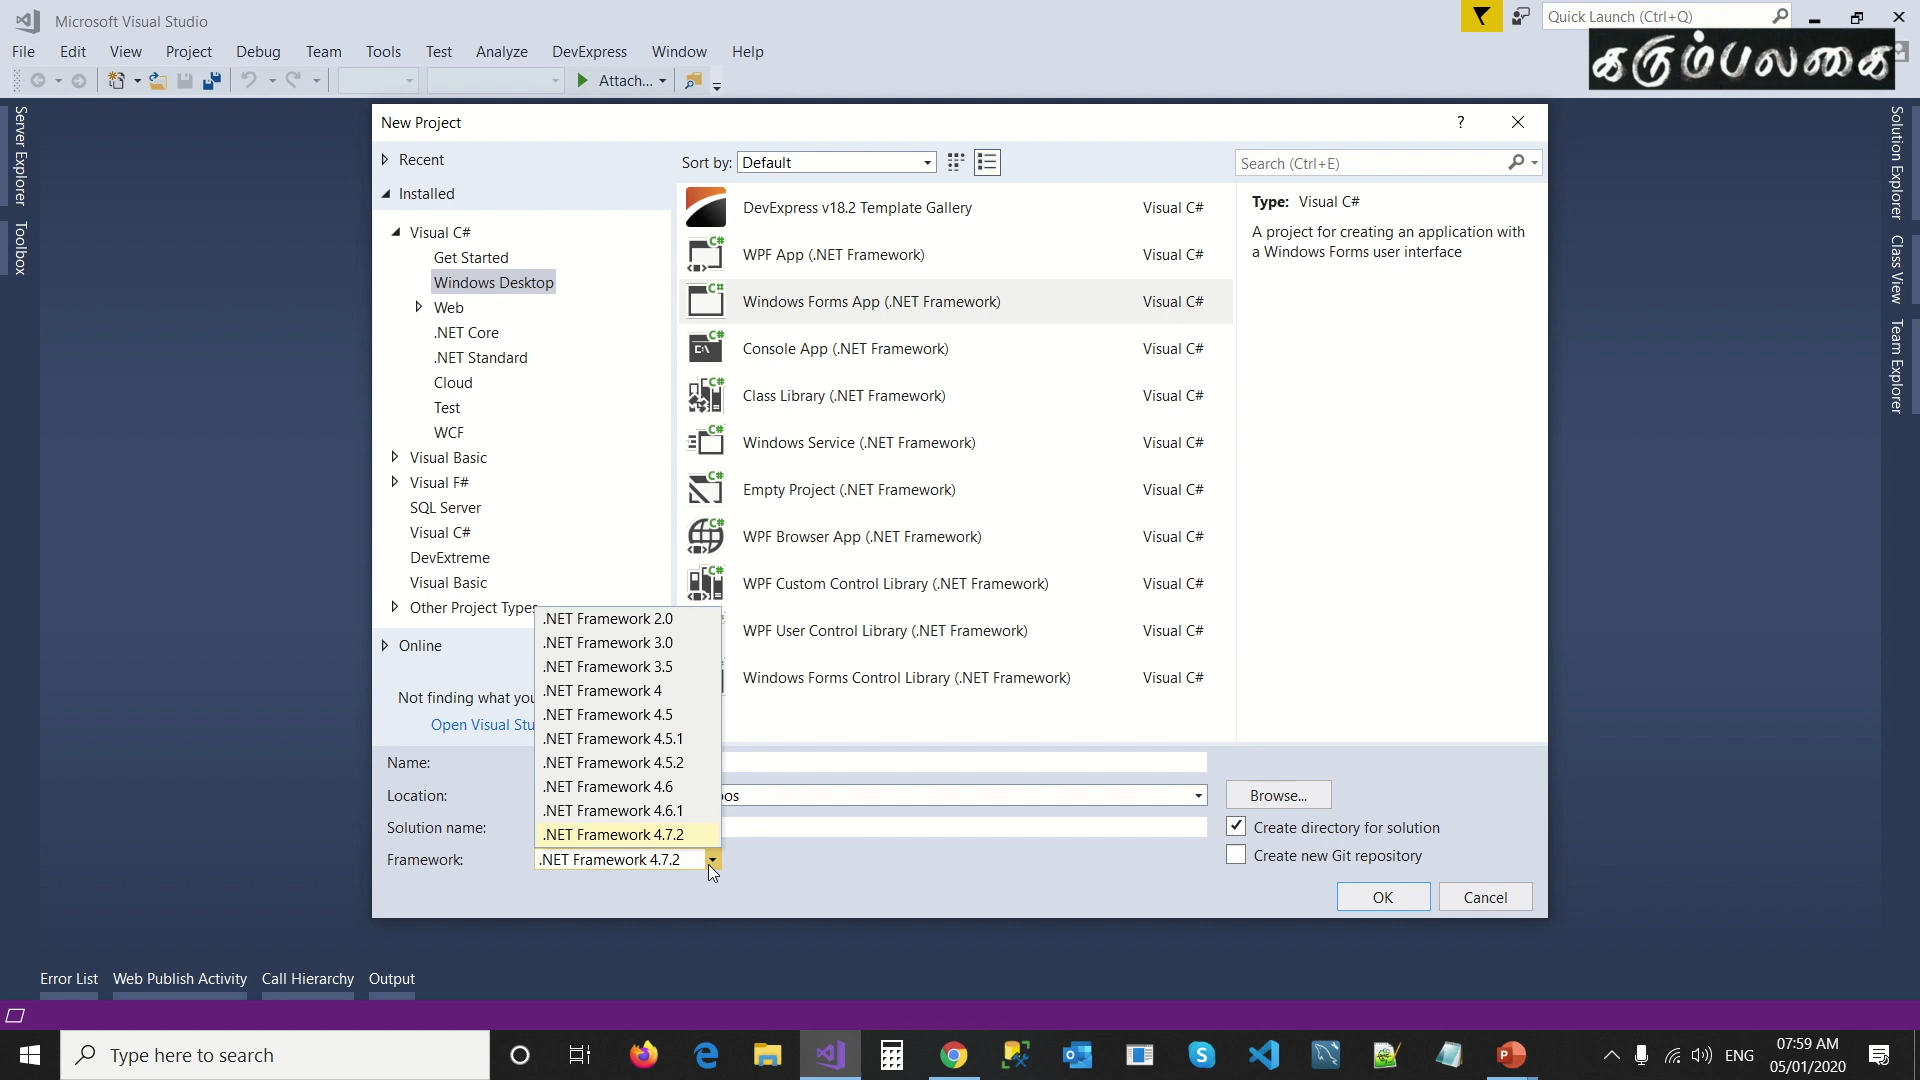 Microsoft Visual Studio
Quick Launch (Ctrl+Q)
File Edit View Project Debug Team Tools Test Analyze DevExpress Window Help
கரும்பலகை
Attach...
Server Explorer
Toolbox
Solution Explorer
Class View
Team Explorer
New Project
?
Recent
Installed
Sort by: Default
Search (Ctrl+E)
Visual C#
Get Started
Windows Desktop
Web
.NET Core
.NET Standard
Cloud
Test
WCF
Visual Basic
Visual F#
SQL Server
Visual C#
DevExtreme
Visual Basic
Other Project Types
Online
Not finding what you
Open Visual Stu
DevExpress v18.2 Template Gallery Visual C#
WPF App (.NET Framework) Visual C#
Windows Forms App (.NET Framework) Visual C#
Console App (.NET Framework) Visual C#
Class Library (.NET Framework) Visual C#
Windows Service (.NET Framework) Visual C#
Empty Project (.NET Framework) Visual C#
WPF Browser App (.NET Framework) Visual C#
WPF Custom Control Library (.NET Framework) Visual C#
WPF User Control Library (.NET Framework) Visual C#
Windows Forms Control Library (.NET Framework) Visual C#
Type: Visual C#
A project for creating an application with
a Windows Forms user interface
.NET Framework 2.0
.NET Framework 3.0
.NET Framework 3.5
.NET Framework 4
.NET Framework 4.5
.NET Framework 4.5.1
.NET Framework 4.5.2
.NET Framework 4.6
.NET Framework 4.6.1
.NET Framework 4.7.2
Name:
Location: os Browse...
Solution name: Create directory for solution
Framework: .NET Framework 4.7.2 Create new Git repository
OK Cancel
Error List Web Publish Activity Call Hierarchy Output
Type here to search
ENG
07:59 AM
05/01/2020